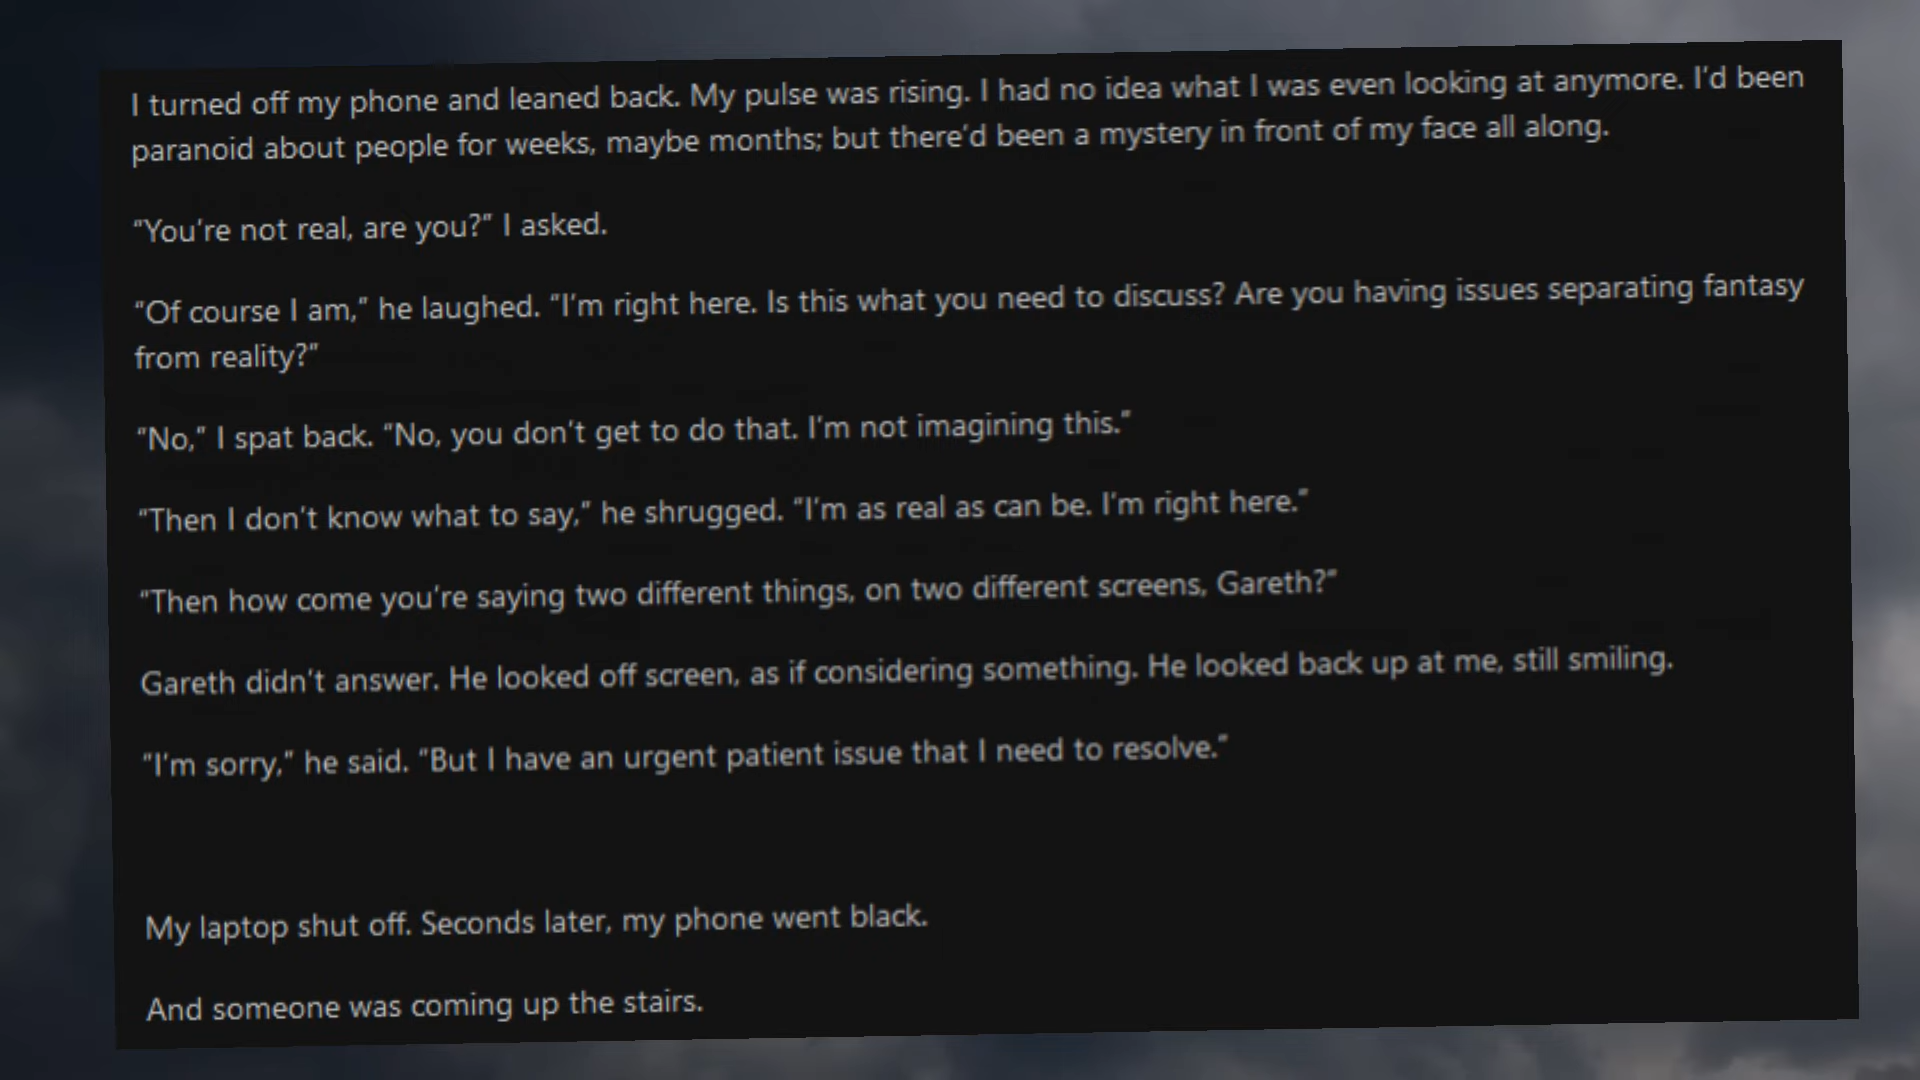 I turned off my phone and leaned back. My pulse was rising. I had no idea what I was even looking at anymore. I’d been
paranoid about people for weeks, maybe months; but there’d been a mystery in front of my face all along.
“You’re not real, are you?” I asked.
“Of course I am,” he laughed. “I’m right here. Is this what you need to discuss? Are you having issues separating fantasy
from reality?”
“No,” I spat back. “No, you don’t get to do that. I’m not imagining this.”
“Then I don’t know what to say,” he shrugged. “I’m as real as can be. I’m right here.”
“Then how come you’re saying two different things, on two different screens, Gareth?”
Gareth didn’t answer. He looked off screen, as if considering something. He looked back up at me, still smiling.
“I’m sorry,” he said. “But I have an urgent patient issue that I need to resolve.”
My laptop shut off. Seconds later, my phone went black.
And someone was coming up the stairs.